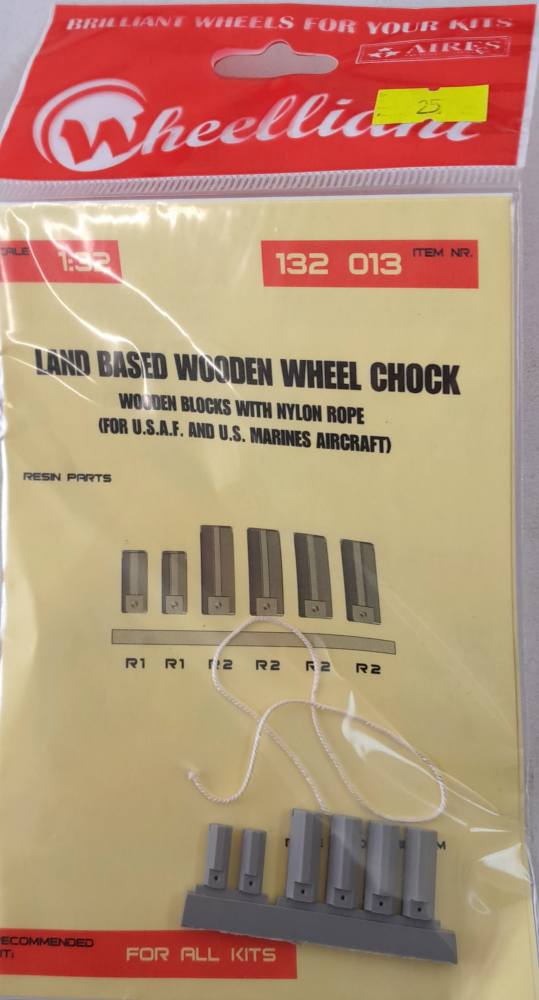 BRILLIANT WHEELS FOR YOUR KITS
AIRES
Wheelliant
25
1:32
132 013 ITEM NR.
LAND BASED WOODEN WHEEL CHOCK
WOODEN BLOCKS WITH NYLON ROPE
(FOR U.S.A.F. AND U.S. MARINES AIRCRAFT)
RESIN PARTS
R1 R1 R2 R2 R2 R2
FOR ALL KITS